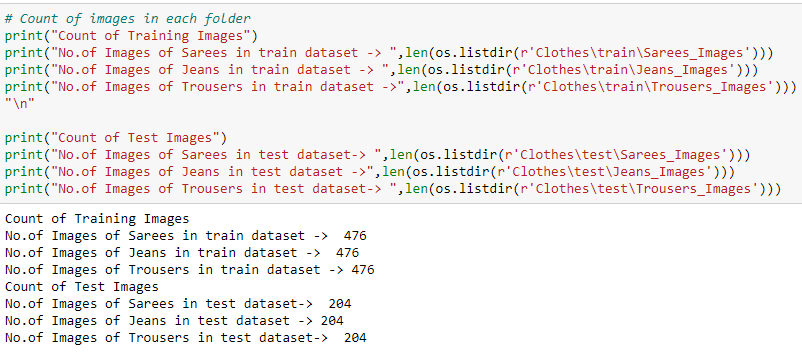 # Count of images in each folder
print("Count of Training Images")
print("No.of Images of Sarees in train dataset -> ",len(os.listdir(r'Clothes\train\Sarees_Images')))
print("No.of Images of Jeans in train dataset -> ",len(os.listdir(r'Clothes\train\Jeans_Images')))
print("No.of Images of Trousers in train dataset ->",len(os.listdir(r'Clothes\train\Trousers_Images')))
"\n"
print("Count of Test Images")
print("No.of Images of Sarees in test dataset-> ",len(os.listdir(r'Clothes\test\Sarees_Images')))
print("No.of Images of Jeans in test dataset ->",len(os.listdir(r'Clothes\test\Jeans_Images')))
print("No.of Images of Trousers in test dataset-> ",len(os.listdir(r'Clothes\test\Trousers_Images')))
Count of Training Images
No.of Images of Sarees in train dataset ->  476
No.of Images of Jeans in train dataset ->  476
No.of Images of Trousers in train dataset -> 476
Count of Test Images
No.of Images of Sarees in test dataset->  204
No.of Images of Jeans in test dataset -> 204
No.of Images of Trousers in test dataset->  204